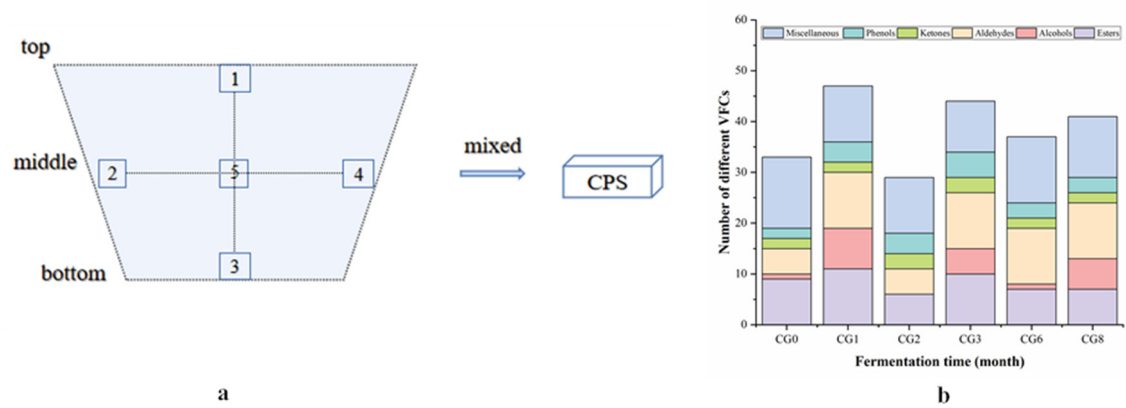 top
middle
bottom
1
2
5
4
3
mixed
CPS
a
60
50
40
30
20
10
0
Number of different VFCs
Miscellaneous Phenols Ketones Aldehydes Alcohols Esters
CG0 CG1 CG2 CG3 CG6 CG8
Fermentation time (month)
b